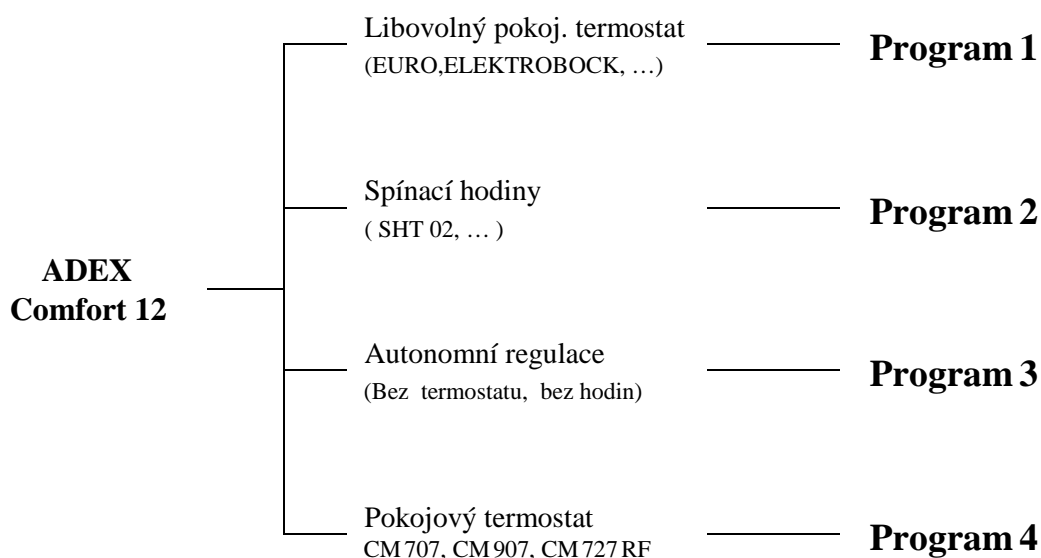 Libovolný pokoj. termostat
(EURO,ELEKTROBOCK, …)
Program 1
Spínací hodiny
( SHT 02, … )
Program 2
ADEX
Comfort 12
Autonomní regulace
(Bez termostatu, bez hodin)
Program 3
Pokojový termostat
CM 707, CM 907, CM 727 RF
Program 4